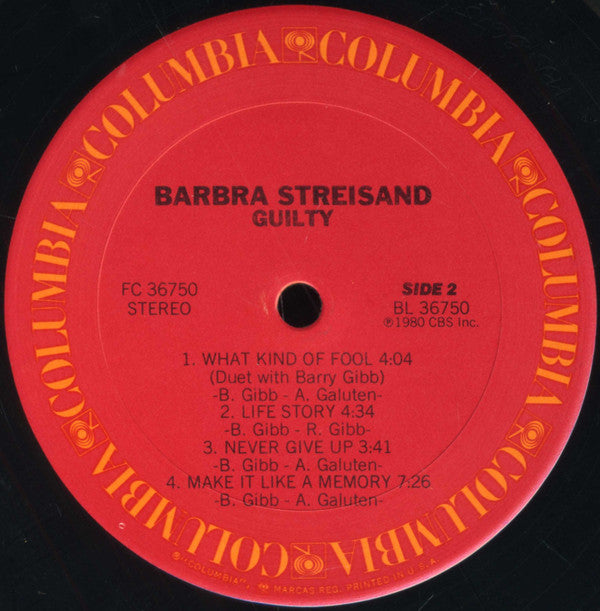 COLUMBIA COLUMBIA COLUMBIA COLUMBIA COLUMBIA COLUMBIA COLUMBIA
BARBRA STREISAND
GUILTY
FC 36750
STEREO
SIDE 2
BL 36750
℗1980 CBS Inc.
1. WHAT KIND OF FOOL 4:04
(Duet with Barry Gibb)
-B. Gibb - A. Galuten-
2. LIFE STORY 4:34
-B. Gibb - R. Gibb-
3. NEVER GIVE UP 3:41
-B. Gibb - A. Galuten-
4. MAKE IT LIKE A MEMORY 7:26
-B. Gibb - A. Galuten-
®"COLUMBIA", MARCAS REG. PRINTED IN U.S.A.